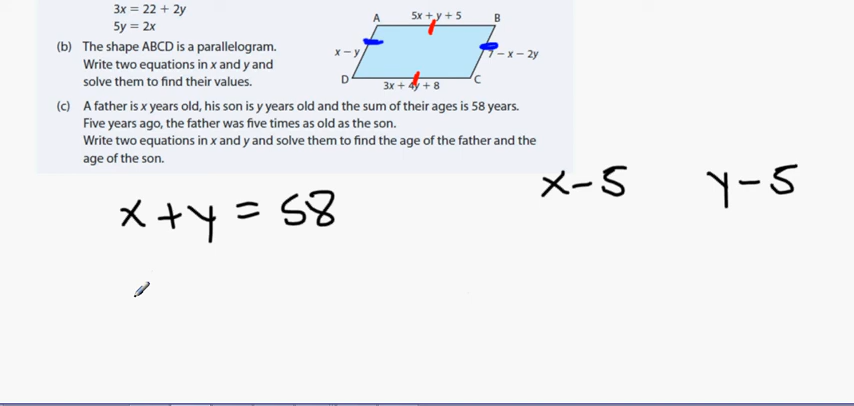 3x = 22 + 2y
5y = 2x
(b) The shape ABCD is a parallelogram.
Write two equations in x and y and
solve them to find their values.
A 5x + y + 5 B
x – y
7 – x – 2y
D 3x + 4y + 8 C
(c) A father is x years old, his son is y years old and the sum of their ages is 58 years.
Five years ago, the father was five times as old as the son.
Write two equations in x and y and solve them to find the age of the father and the
age of the son.
x – 5 y – 5
x + y = 58